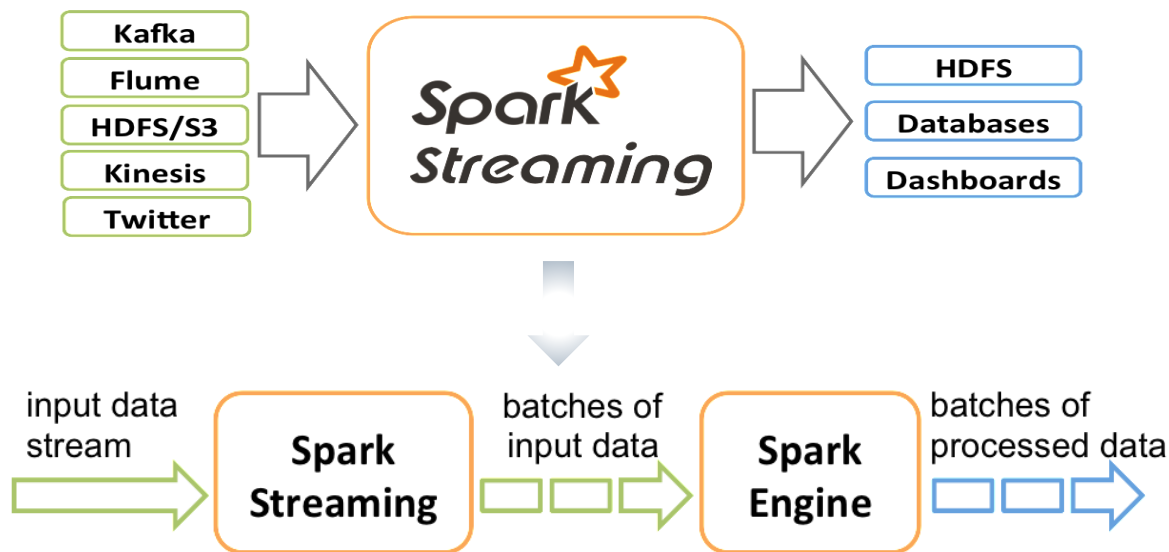 Kafka
Flume
HDFS/S3
Kinesis
Twitter
Spark
Streaming
HDFS
Databases
Dashboards
input data
stream
Spark
Streaming
batches of
input data
Spark
Engine
batches of
processed data